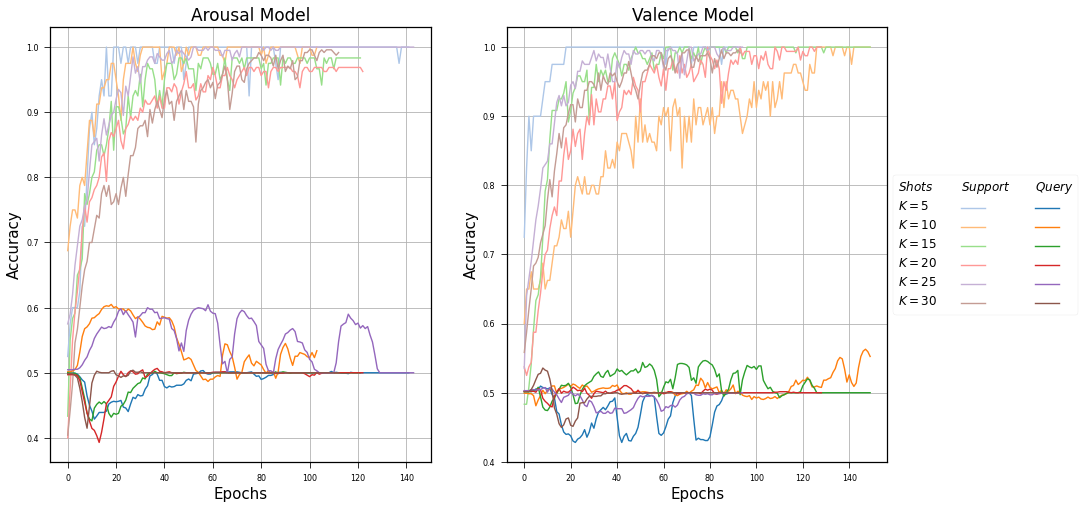 Arousal Model
1.0
0.9
0.8
0.7
0.6
0.5
0.4
Accuracy
0 20 40 60 80 100 120 140
Epochs
Valence Model
1.0
0.9
0.8
0.7
0.6
0.5
0.4
Accuracy
0 20 40 60 80 100 120 140
Epochs
Shots Support Query
K = 5
K = 10
K = 15
K = 20
K = 25
K = 30